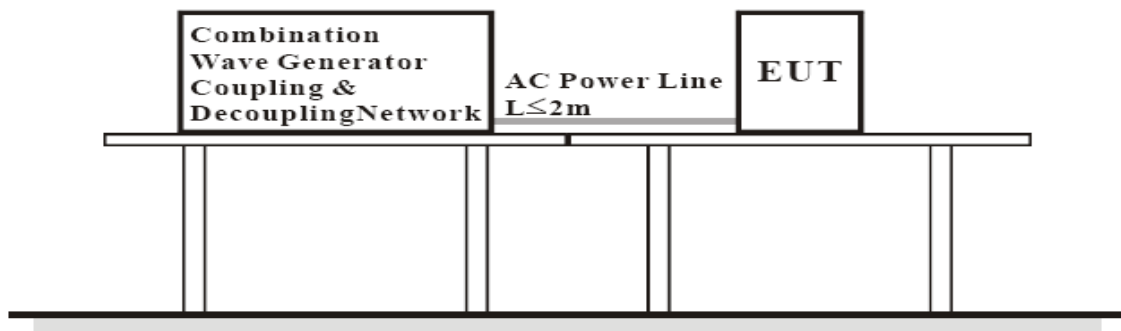 Combination
Wave Generator
Coupling &
DecouplingNetwork
AC Power Line
L≤2m
EUT